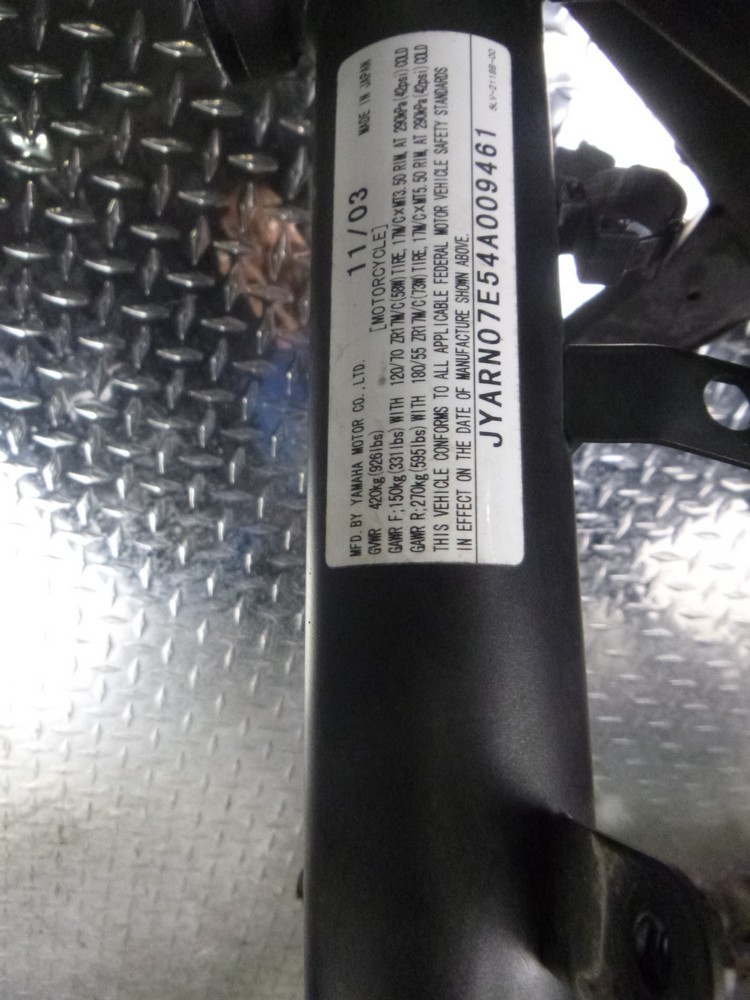 MFD. BY YAMAHA MOTOR CO., LTD. 11/03 MADE IN JAPAN
GVWR 420kg(926lbs) [MOTORCYCLE]
GAWR F;150kg(331lbs) WITH 120/70 ZR17M/C(58W) TIRE, 17M/C×MT3.50 RIM, AT 290kPa(42psi) COLD
GAWR R;270kg(595lbs) WITH 180/55 ZR17M/C(73W) TIRE, 17M/C×MT5.50 RIM, AT 290kPa(42psi) COLD
THIS VEHICLE CONFORMS TO ALL APPLICABLE FEDERAL MOTOR VEHICLE SAFETY STANDARDS
IN EFFECT ON THE DATE OF MANUFACTURE SHOWN ABOVE.
JYARN07E54A009461